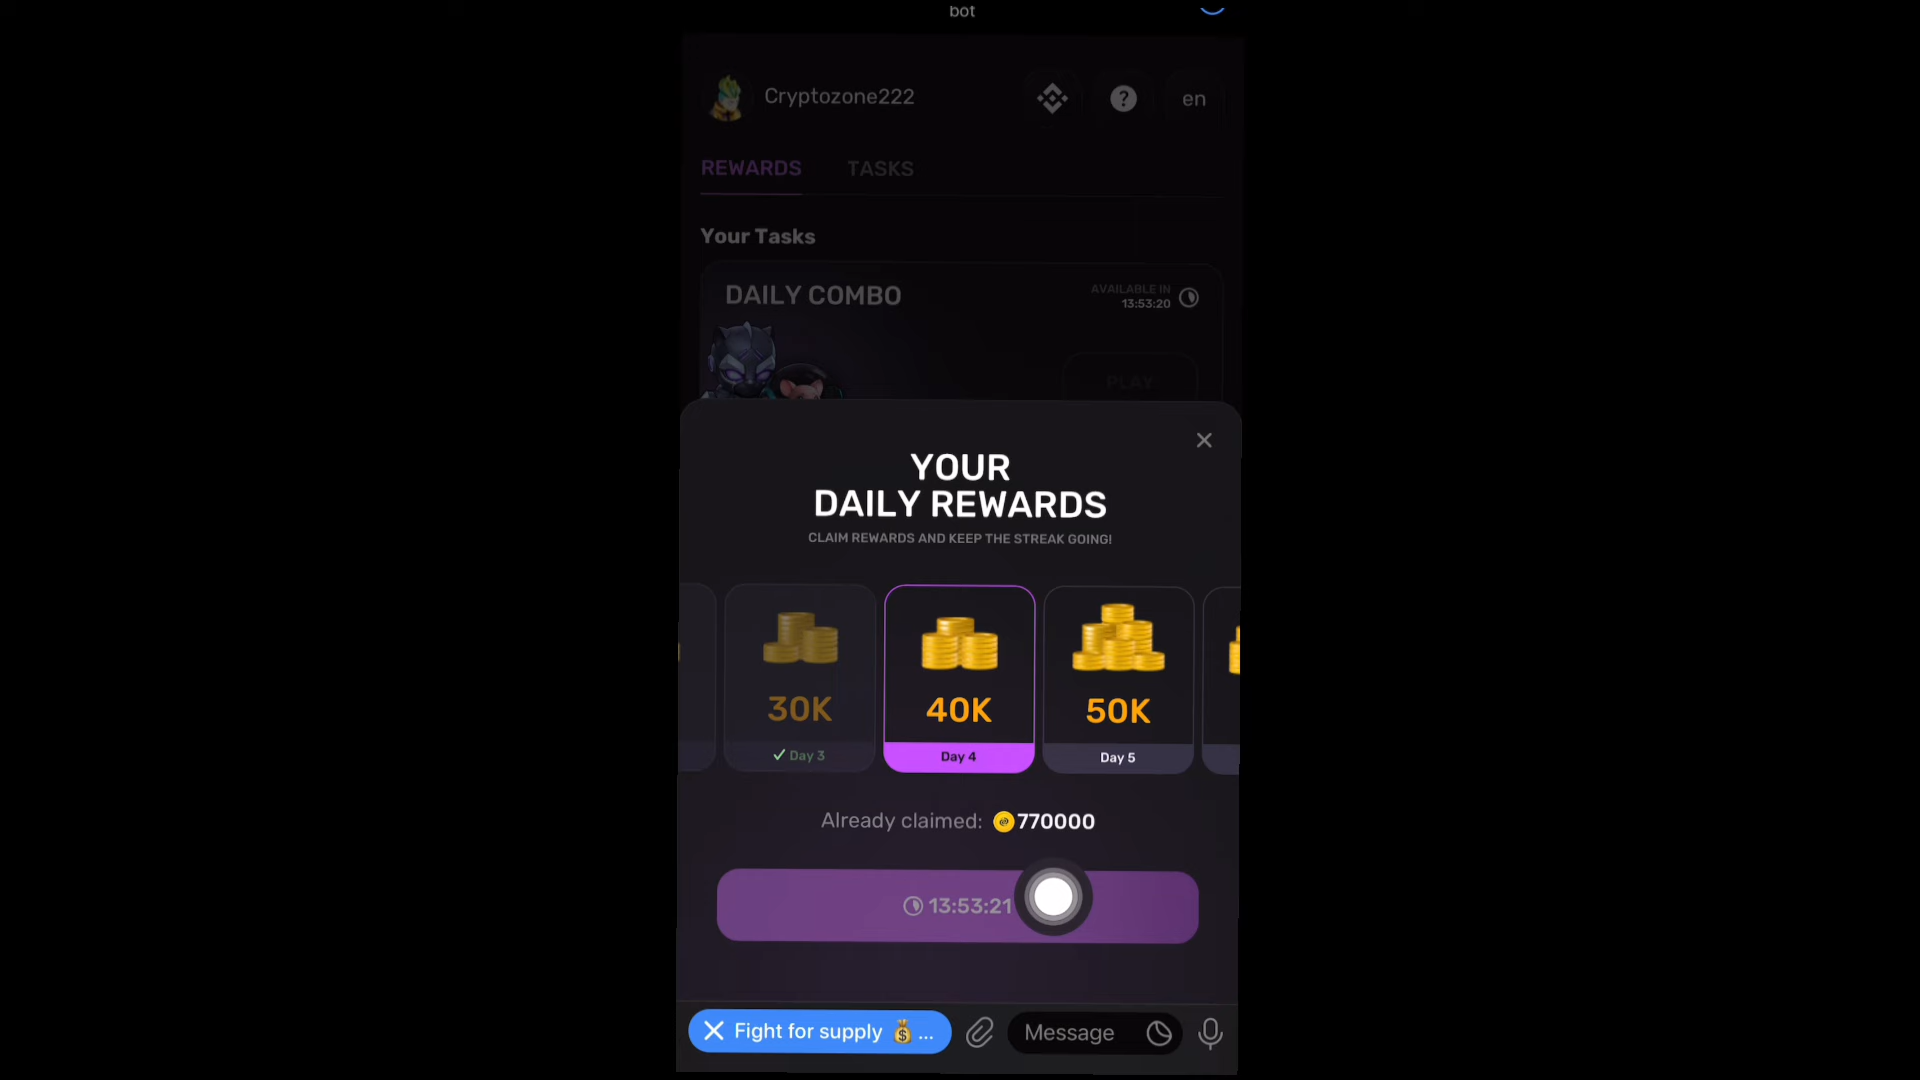 bot
Cryptozone222
en
REWARDS TASKS
Your Tasks
DAILY COMBO
AVAILABLE IN
13:53:20
PLAY
YOUR
DAILY REWARDS
CLAIM REWARDS AND KEEP THE STREAK GOING!
30K 40K 50K
Day 3 Day 4 Day 5
Already claimed: 770000
13:53:21
Fight for supply 💰 ...
Message